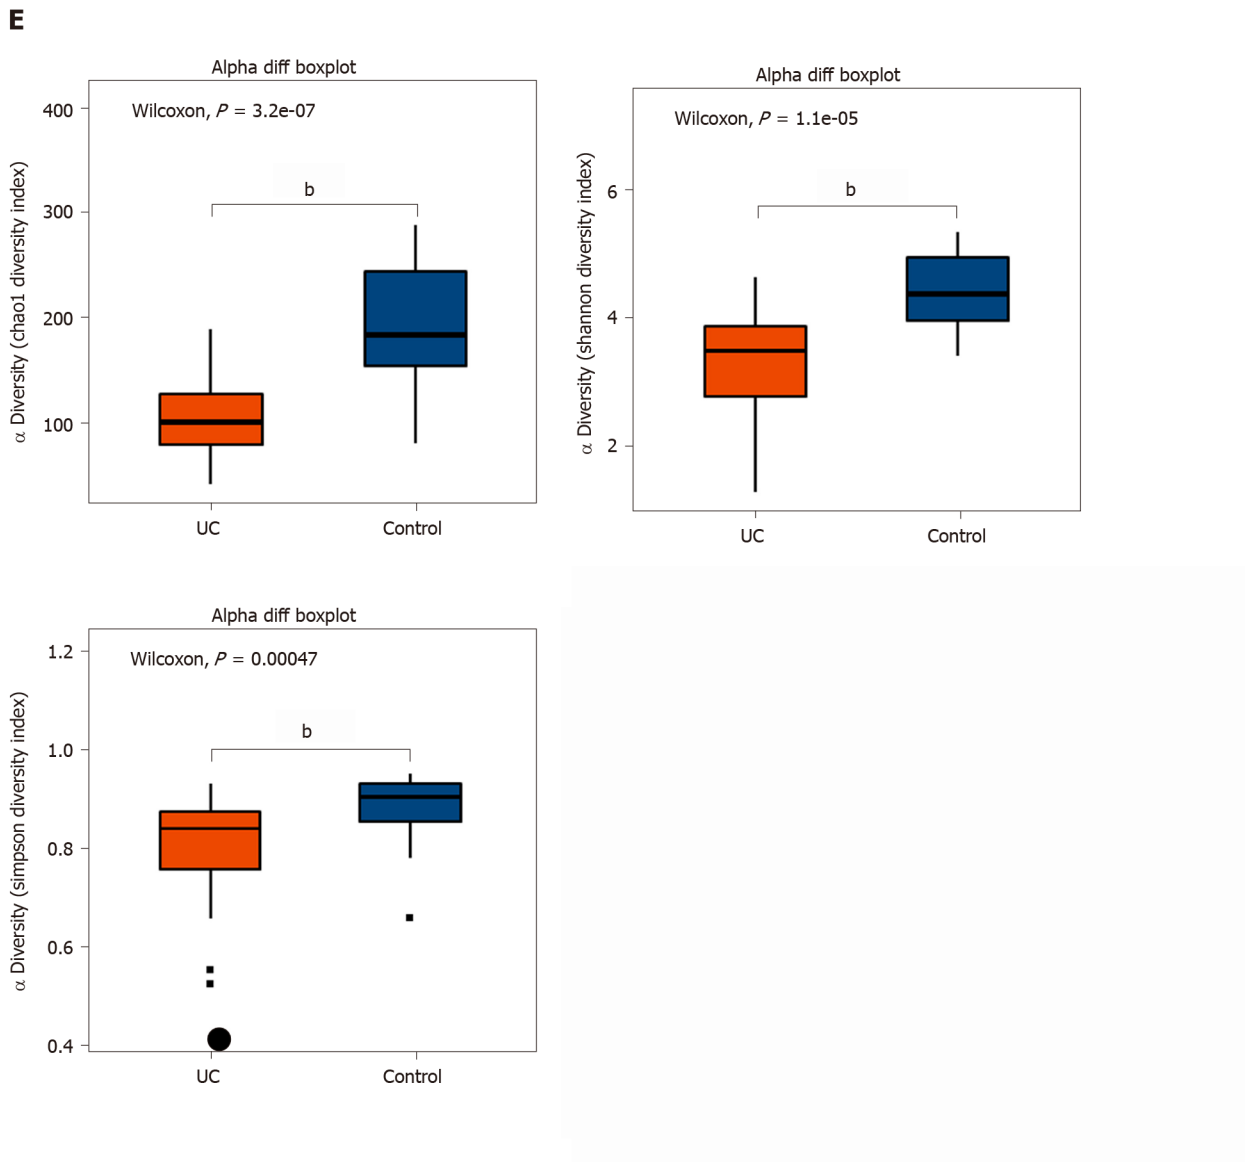 E
Alpha diff boxplot
Wilcoxon, P = 3.2e-07
α Diversity (chao1 diversity index)
400
300
200
100
b
UC
Control
Alpha diff boxplot
Wilcoxon, P = 1.1e-05
α Diversity (shannon diversity index)
6
4
2
b
UC
Control
Alpha diff boxplot
Wilcoxon, P = 0.00047
α Diversity (simpson diversity index)
1.2
1.0
0.8
0.6
0.4
b
UC
Control